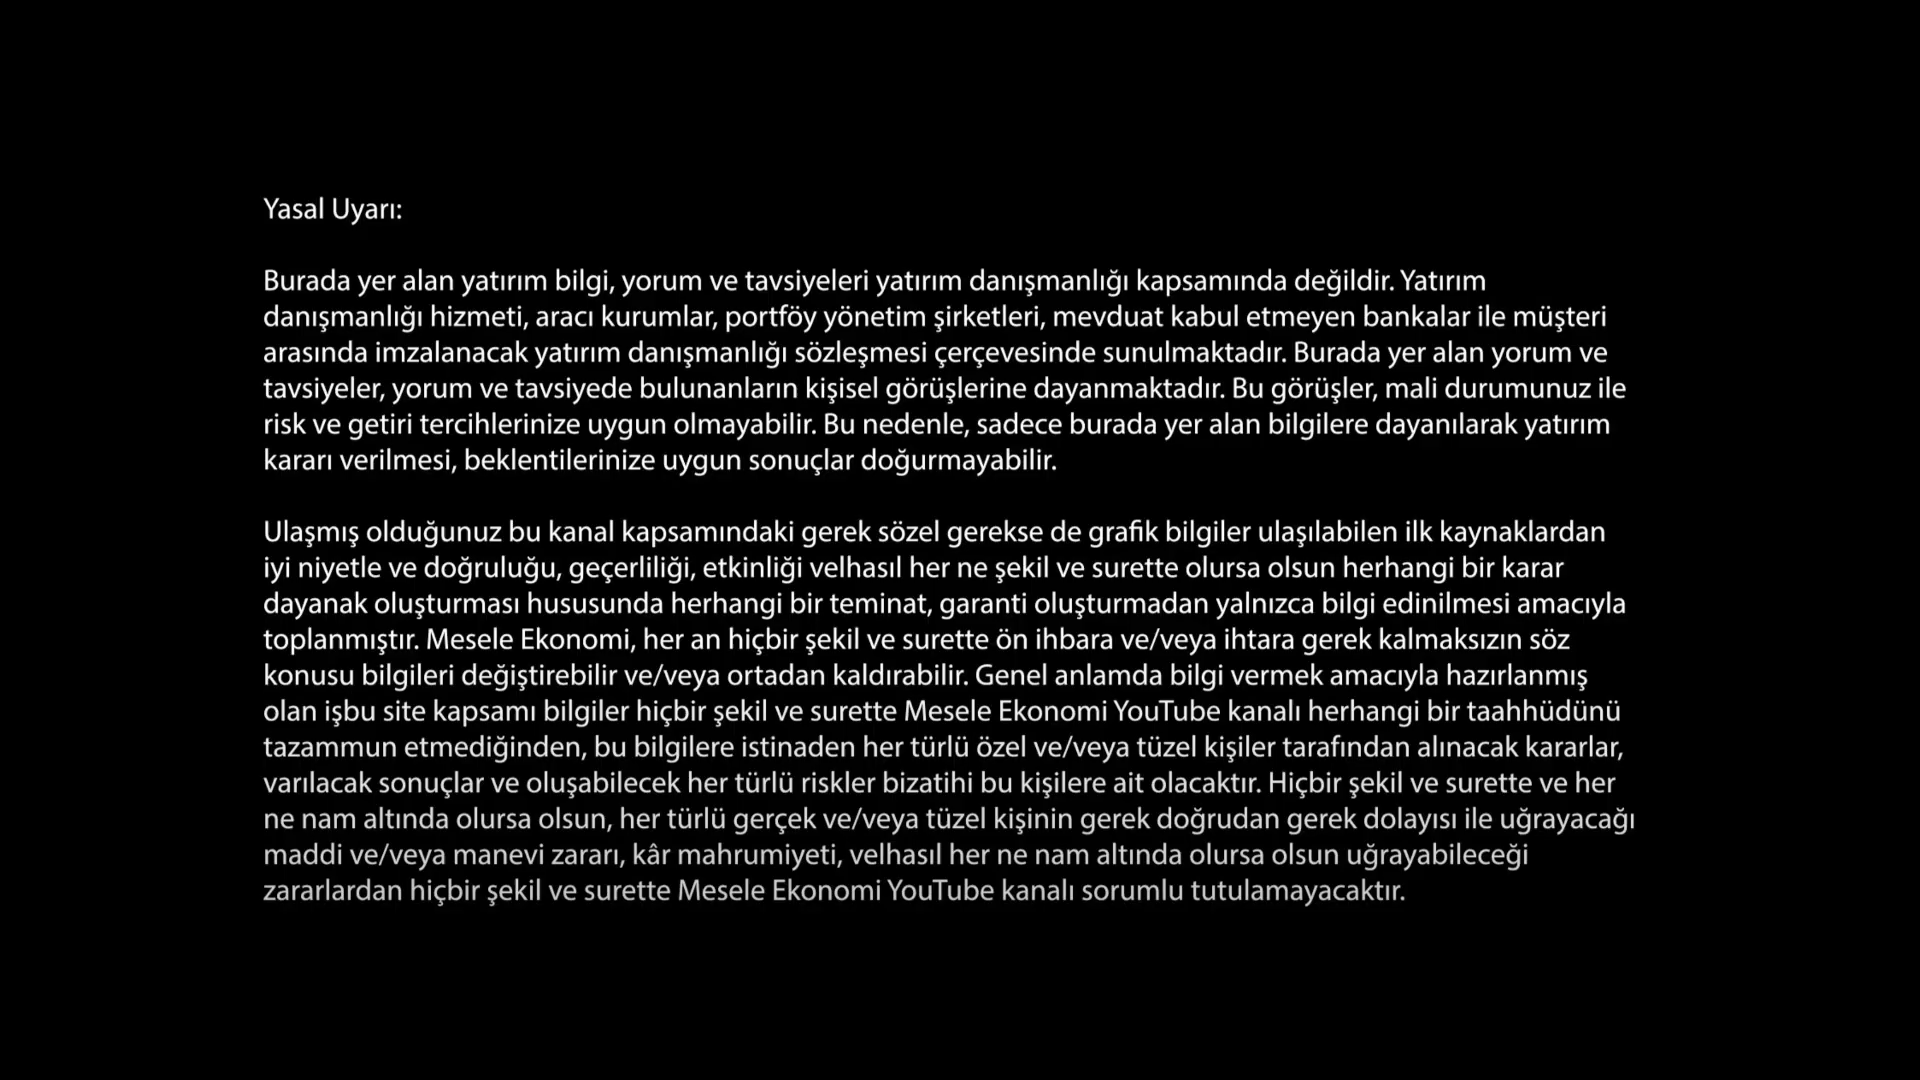 Yasal Uyarı:
Burada yer alan yatırım bilgi, yorum ve tavsiyeleri yatırım danışmanlığı kapsamında değildir. Yatırım
danışmanlığı hizmeti, aracı kurumlar, portföy yönetim şirketleri, mevduat kabul etmeyen bankalar ile müşteri
arasında imzalanacak yatırım danışmanlığı sözleşmesi çerçevesinde sunulmaktadır. Burada yer alan yorum ve
tavsiyeler, yorum ve tavsiyede bulunanların kişisel görüşlerine dayanmaktadır. Bu görüşler, mali durumunuz ile
risk ve getiri tercihlerinize uygun olmayabilir. Bu nedenle, sadece burada yer alan bilgilere dayanılarak yatırım
kararı verilmesi, beklentilerinize uygun sonuçlar doğurmayabilir.
Ulaşmış olduğunuz bu kanal kapsamındaki gerek sözel gerekse de grafik bilgiler ulaşılabilen ilk kaynaklardan
iyi niyetle ve doğruluğu, geçerliliği, etkinliği velhasıl her ne şekil ve surette olursa olsun herhangi bir karar
dayanak oluşturması hususunda herhangi bir teminat, garanti oluşturmadan yalnızca bilgi edinilmesi amacıyla
toplanmıştır. Mesele Ekonomi, her an hiçbir şekil ve surette ön ihbara ve/veya ihtara gerek kalmaksızın söz
konusu bilgileri değiştirebilir ve/veya ortadan kaldırabilir. Genel anlamda bilgi vermek amacıyla hazırlanmış
olan işbu site kapsamı bilgiler hiçbir şekil ve surette Mesele Ekonomi YouTube kanalı herhangi bir taahhüdünü
tazammun etmediğinden, bu bilgilere istinaden her türlü özel ve/veya tüzel kişiler tarafından alınacak kararlar,
varılacak sonuçlar ve oluşabilecek her türlü riskler bizatihi bu kişilere ait olacaktır. Hiçbir şekil ve surette ve her
ne nam altında olursa olsun, her türlü gerçek ve/veya tüzel kişinin gerek doğrudan gerek dolayısı ile uğrayacağı
maddi ve/veya manevi zararı, kâr mahrumiyeti, velhasıl her ne nam altında olursa olsun uğrayabileceği
zararlardan hiçbir şekil ve surette Mesele Ekonomi YouTube kanalı sorumlu tutulamayacaktır.